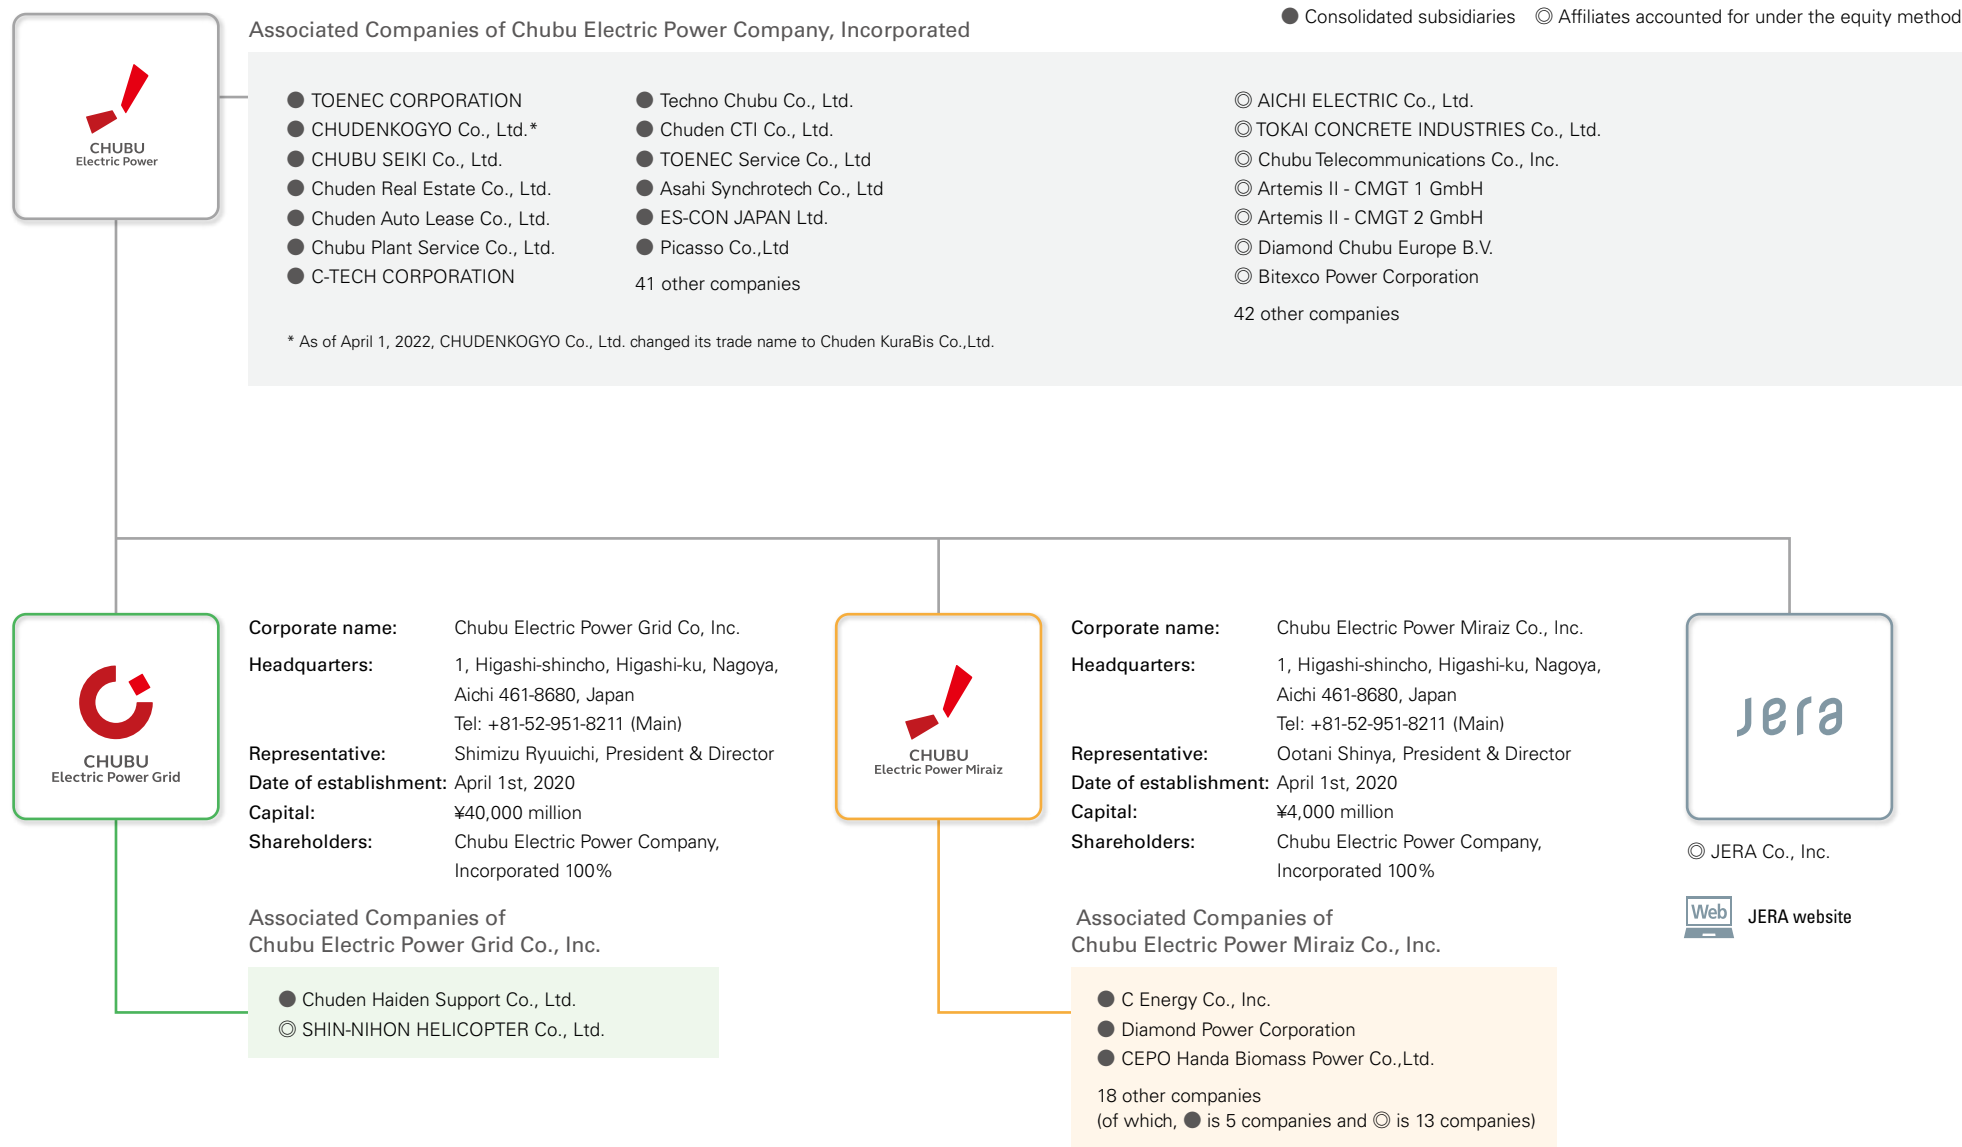 ● Consolidated subsidiaries ◎ Affiliates accounted for under the equity method
Associated Companies of Chubu Electric Power Company, Incorporated
CHUBU
Electric Power
● TOENEC CORPORATION
● CHUDENKOGYO Co., Ltd.*
● CHUBU SEIKI Co., Ltd.
● Chuden Real Estate Co., Ltd.
● Chuden Auto Lease Co., Ltd.
● Chubu Plant Service Co., Ltd.
● C-TECH CORPORATION
● Techno Chubu Co., Ltd.
● Chuden CTI Co., Ltd.
● TOENEC Service Co., Ltd
● Asahi Synchrotech Co., Ltd
● ES-CON JAPAN Ltd.
● Picasso Co.,Ltd
41 other companies
◎ AICHI ELECTRIC Co., Ltd.
◎ TOKAI CONCRETE INDUSTRIES Co., Ltd.
◎ Chubu Telecommunications Co., Inc.
◎ Artemis II - CMGT 1 GmbH
◎ Artemis II - CMGT 2 GmbH
◎ Diamond Chubu Europe B.V.
◎ Bitexco Power Corporation
42 other companies
* As of April 1, 2022, CHUDENKOGYO Co., Ltd. changed its trade name to Chuden KuraBis Co.,Ltd.
CHUBU
Electric Power Grid
Corporate name: Chubu Electric Power Grid Co, Inc.
Headquarters: 1, Higashi-shincho, Higashi-ku, Nagoya,
Aichi 461-8680, Japan
Tel: +81-52-951-8211 (Main)
Representative: Shimizu Ryuuichi, President & Director
Date of establishment: April 1st, 2020
Capital: ¥40,000 million
Shareholders: Chubu Electric Power Company,
Incorporated 100%
Associated Companies of
Chubu Electric Power Grid Co., Inc.
● Chuden Haiden Support Co., Ltd.
◎ SHIN-NIHON HELICOPTER Co., Ltd.
CHUBU
Electric Power Miraiz
Corporate name: Chubu Electric Power Miraiz Co., Inc.
Headquarters: 1, Higashi-shincho, Higashi-ku, Nagoya,
Aichi 461-8680, Japan
Tel: +81-52-951-8211 (Main)
Representative: Ootani Shinya, President & Director
Date of establishment: April 1st, 2020
Capital: ¥4,000 million
Shareholders: Chubu Electric Power Company,
Incorporated 100%
Associated Companies of
Chubu Electric Power Miraiz Co., Inc.
● C Energy Co., Inc.
● Diamond Power Corporation
● CEPO Handa Biomass Power Co.,Ltd.
18 other companies
(of which, ● is 5 companies and ◎ is 13 companies)
Jera
◎ JERA Co., Inc.
Web JERA website